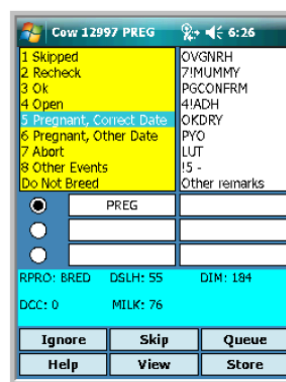 Cow 12997 PREG 6:26
1 Skipped
2 Recheck
3 Ok
4 Open
5 Pregnant, Correct Date
6 Pregnant, Other Date
7 Abort
8 Other Events
Do Not Breed
OVGNRH
7!MUMMY
PGCONFRM
4!ADH
OKDRY
PYO
LUT
!5 -
Other remarks
PREG
RPRO: BRED DSLH: 55 DIM: 184
DCC: 0 MILK: 76
Ignore Skip Queue
Help View Store